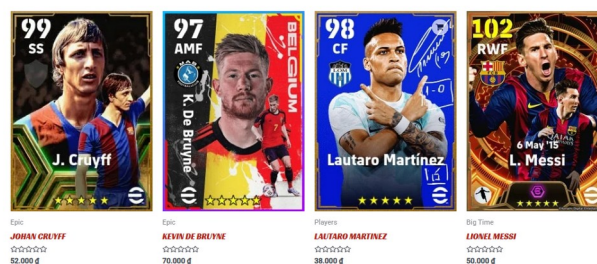 99
SS
J. Cruyff
97
AMF
BELGIUM
K. De Bruyne
98
CF
1-0
Lautaro Martínez
102
RWF
6 May '15
L. Messi
Epic
JOHAN CRUYFF
52.000 ₫
Epic
KEVIN DE BRUYNE
70.000 ₫
Players
LAUTARO MARTINEZ
38.000 ₫
Big Time
LIONEL MESSI
50.000 ₫